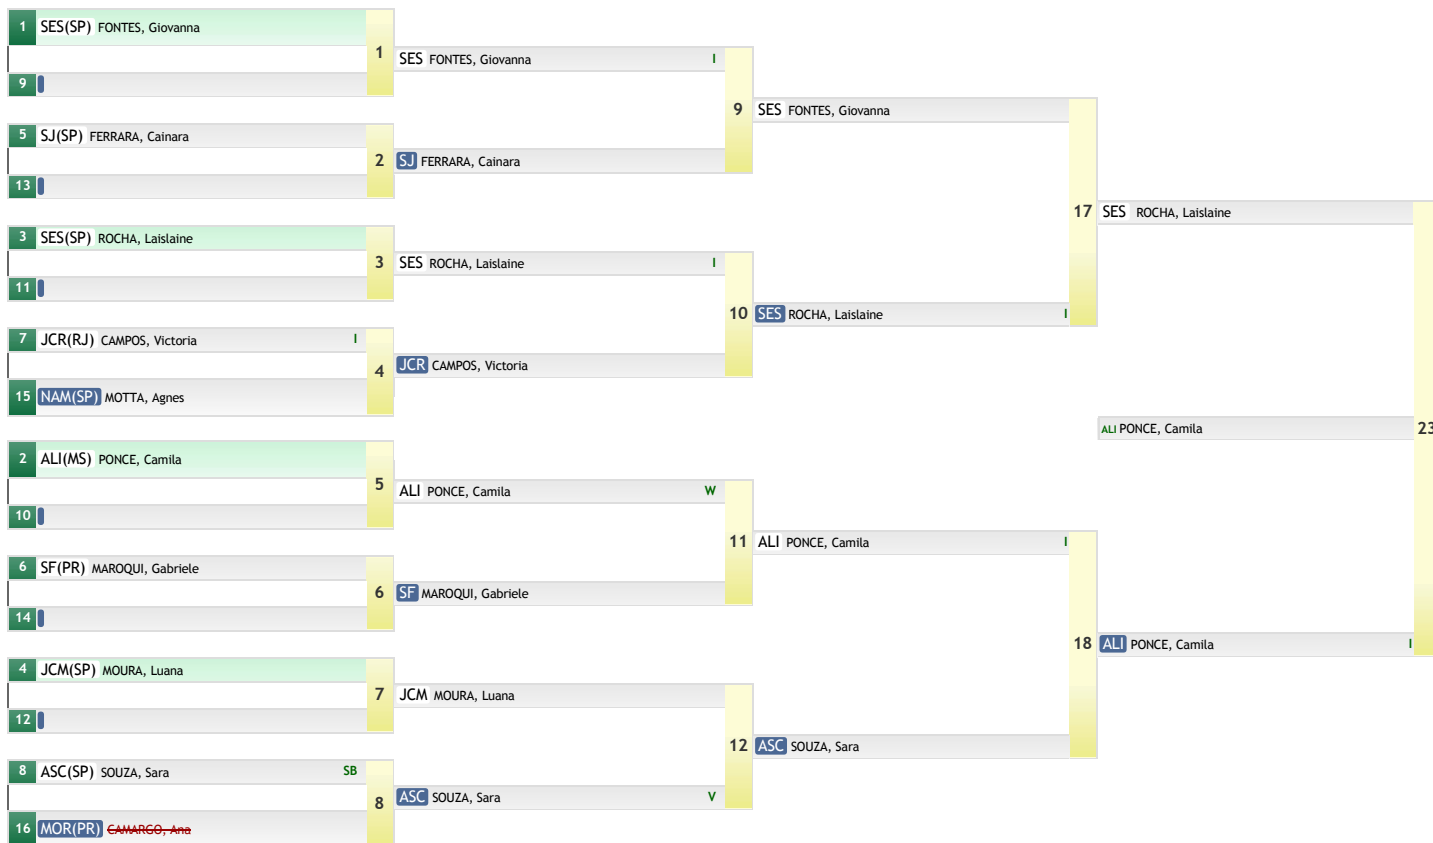 1 SES(SP) FONTES, Giovanna
9
1
5 SJ(SP) FERRARA, Cainara
13
2
3 SES(SP) ROCHA, Laislaine
11
3
7 JCR(RJ) CAMPOS, Victoria I
15 NAM(SP) MOTTA, Agnes
4
2 ALI(MS) PONCE, Camila
10
5
6 SF(PR) MAROQUI, Gabriele
14
6
4 JCM(SP) MOURA, Luana
12
7
8 ASC(SP) SOUZA, Sara SB
16 MOR(PR) CAMARGO, Ana
8
SES FONTES, Giovanna I
SJ FERRARA, Cainara
9
SES ROCHA, Laislaine I
JCR CAMPOS, Victoria
10
ALI PONCE, Camila W
SF MAROQUI, Gabriele
11
JCM MOURA, Luana
ASC SOUZA, Sara V
12
SES FONTES, Giovanna
SES ROCHA, Laislaine I
17
ALI PONCE, Camila I
ASC SOUZA, Sara
18
SES ROCHA, Laislaine
ALI PONCE, Camila
23
ALI PONCE, Camila I